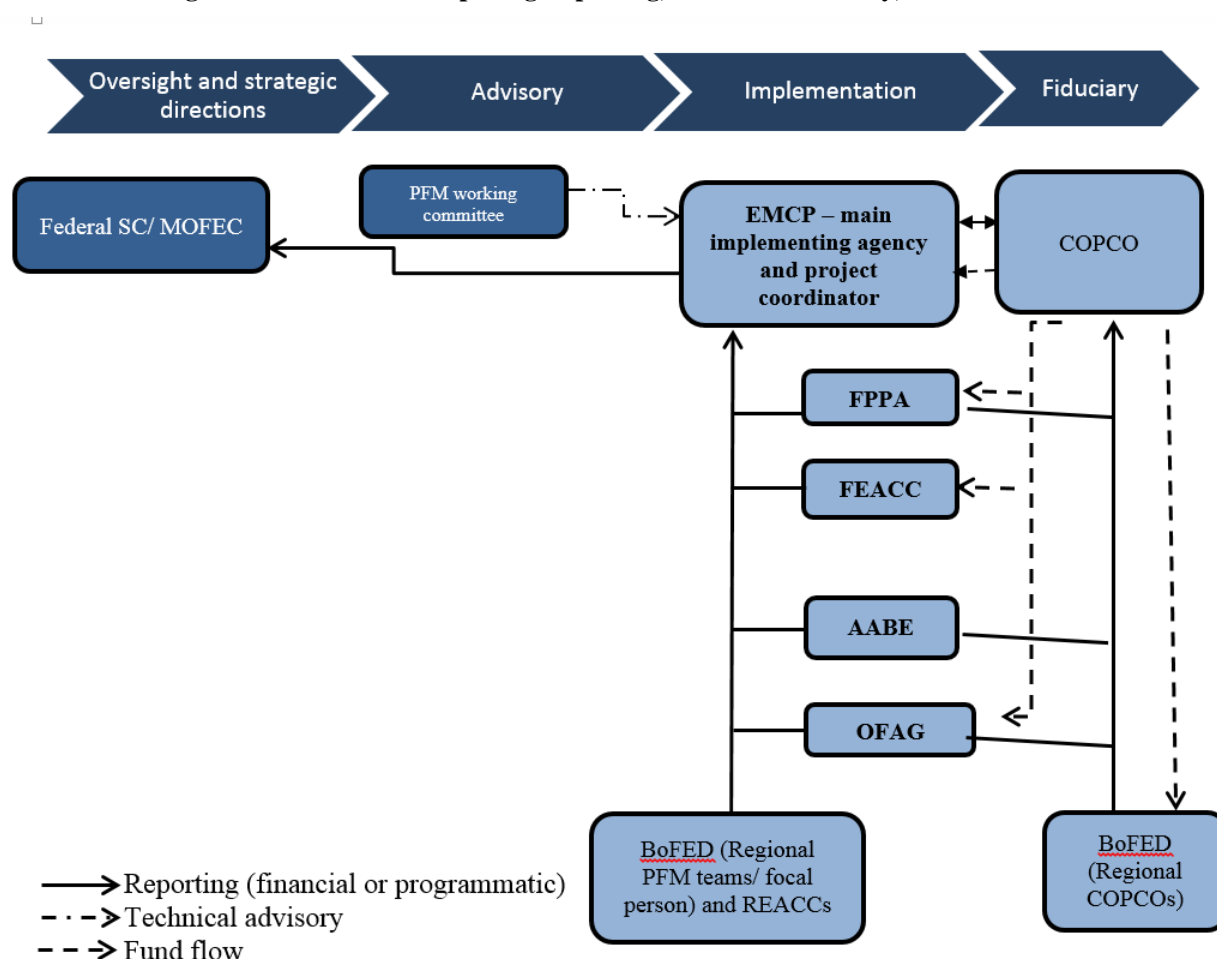 Oversight and strategic
directions
Advisory
Implementation
Fiduciary
Federal SC/ MOFEC
PFM working
committee
EMCP – main
implementing agency
and project
coordinator
COPCO
FPPA
FEACC
AABE
OFAG
BoFED (Regional
PFM teams/ focal
person) and REACCs
BoFED
(Regional
COPCOs)
Reporting (financial or programmatic)
Technical advisory
Fund flow